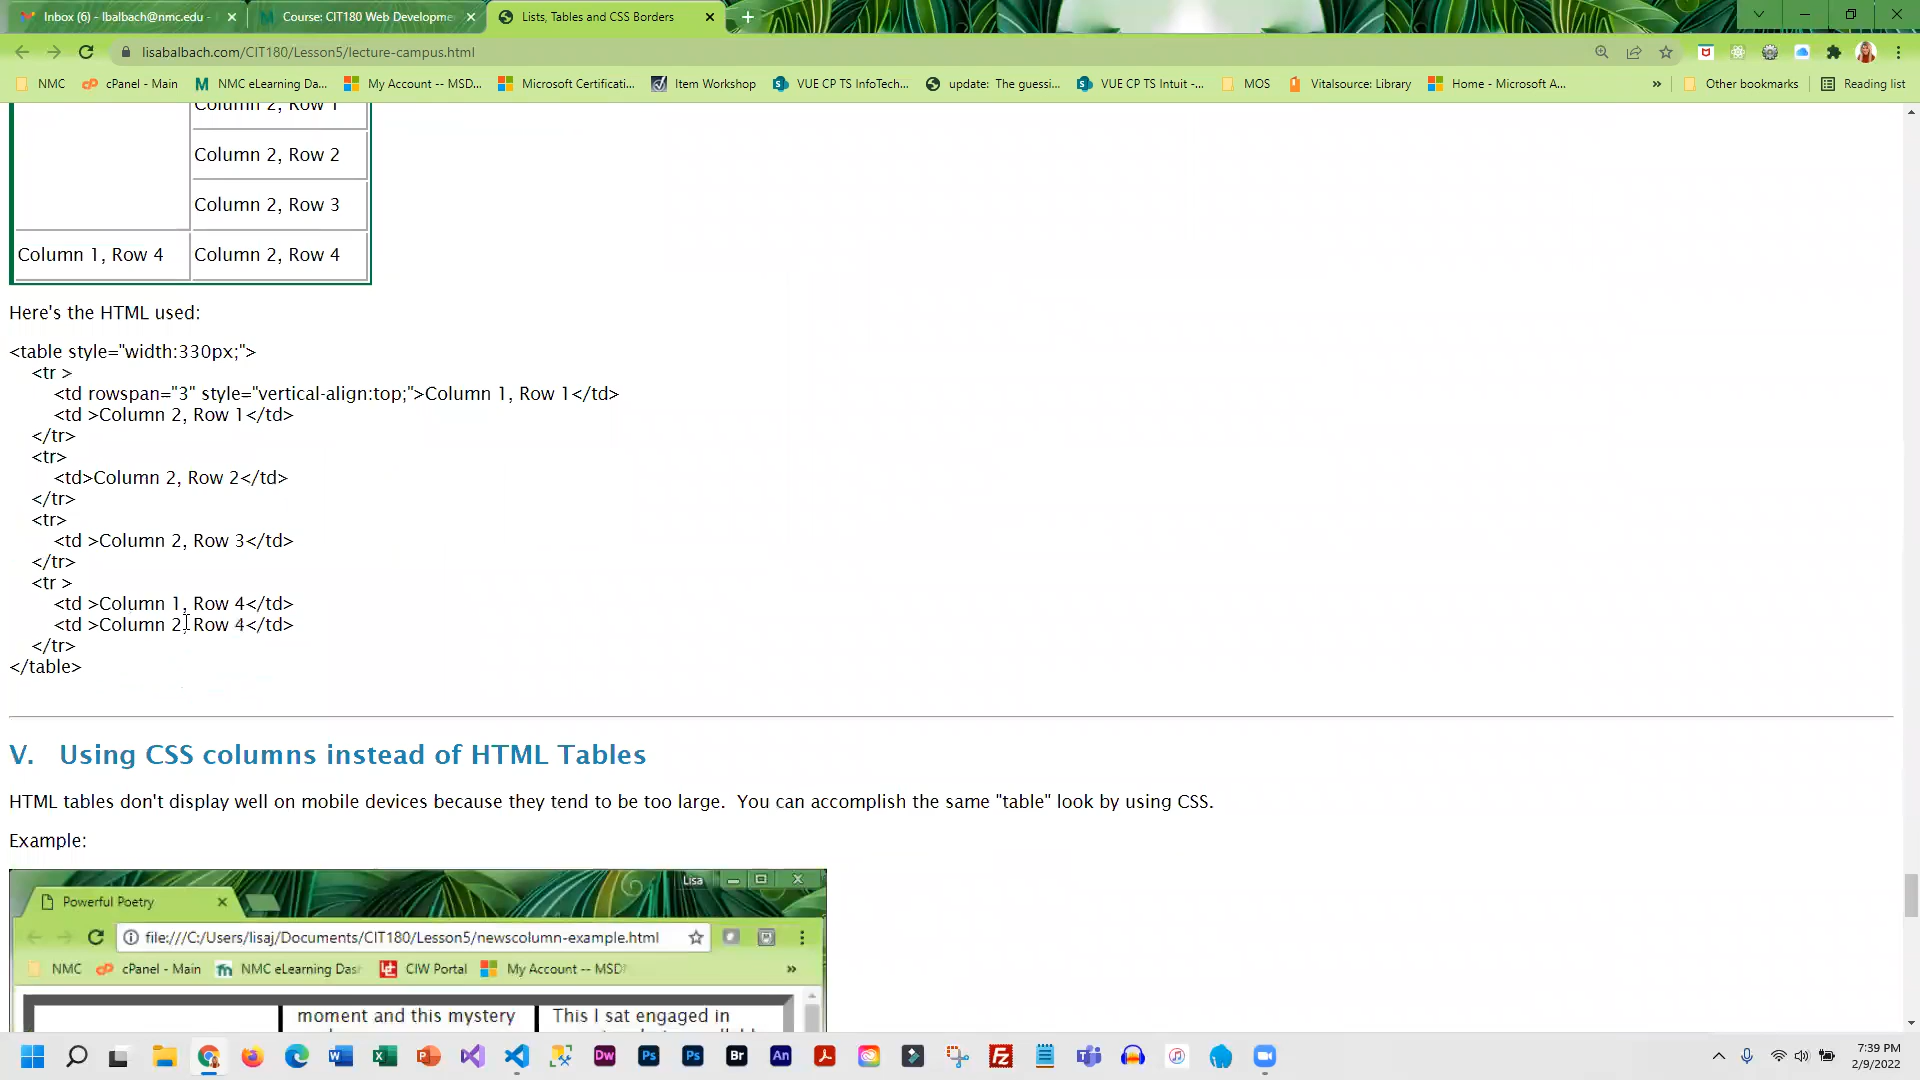 Inbox (6) - lbalbach@nmc.edu -
Course: CIT180 Web Developme
Lists, Tables and CSS Borders
lisabalbach.com/CIT180/Lesson5/lecture-campus.html
NMC
cPanel - Main
NMC eLearning Da...
My Account -- MSD...
Microsoft Certificati...
Item Workshop
VUE CP TS InfoTech...
update: The guessi...
VUE CP TS Intuit -...
MOS
Vitalsource: Library
Home - Microsoft A...
»
Other bookmarks
Reading list
Column 2, Row 1
Column 2, Row 2
Column 2, Row 3
Column 1, Row 4
Column 2, Row 4
Here's the HTML used:
<table style="width:330px;">
<tr >
<td rowspan="3" style="vertical-align:top;">Column 1, Row 1</td>
<td >Column 2, Row 1</td>
</tr>
<tr>
<td>Column 2, Row 2</td>
</tr>
<tr>
<td >Column 2, Row 3</td>
</tr>
<tr >
<td >Column 1, Row 4</td>
<td >Column 2, Row 4</td>
</tr>
</table>
V. Using CSS columns instead of HTML Tables
HTML tables don't display well on mobile devices because they tend to be too large. You can accomplish the same "table" look by using CSS.
Example:
Lisa
Powerful Poetry
file:///C:/Users/lisaj/Documents/CIT180/Lesson5/newscolumn-example.html
NMC
cPanel - Main
NMC eLearning Das
CIW Portal
My Account -- MSD
»
moment and this mystery
This I sat engaged in
7:39 PM
2/9/2022